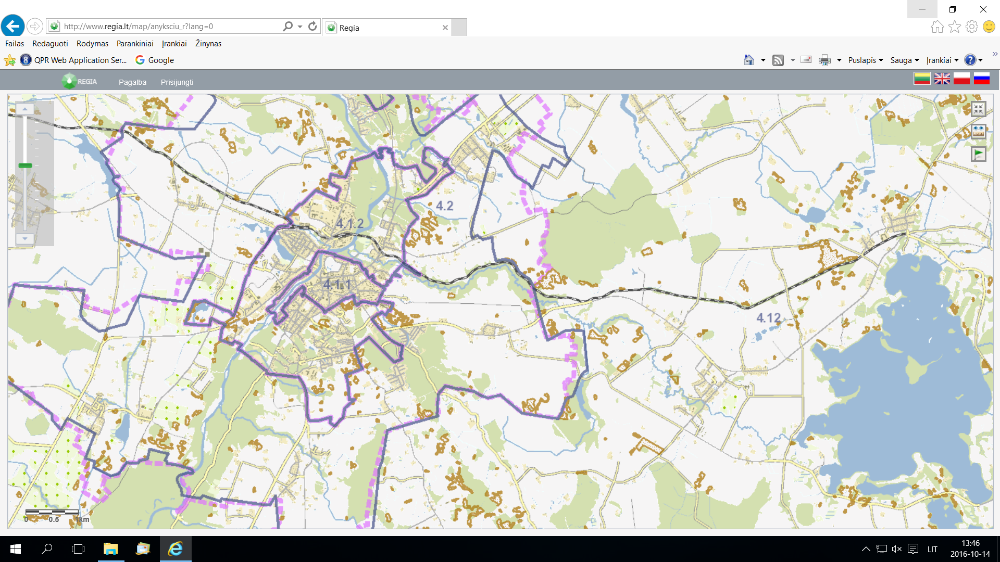 http://www.regia.lt/map/anyksciu_r?lang=0
Regia
Failas Redaguoti Rodymas Parankiniai Įrankiai Žinynas
QPR Web Application Ser... Google
Puslapis Sauga Įrankiai
REGIA Pagalba Prisijungti
4.2
4.1.2
4.1.1
4.12
0 0.5 1km
LIT
13:46
2016-10-14